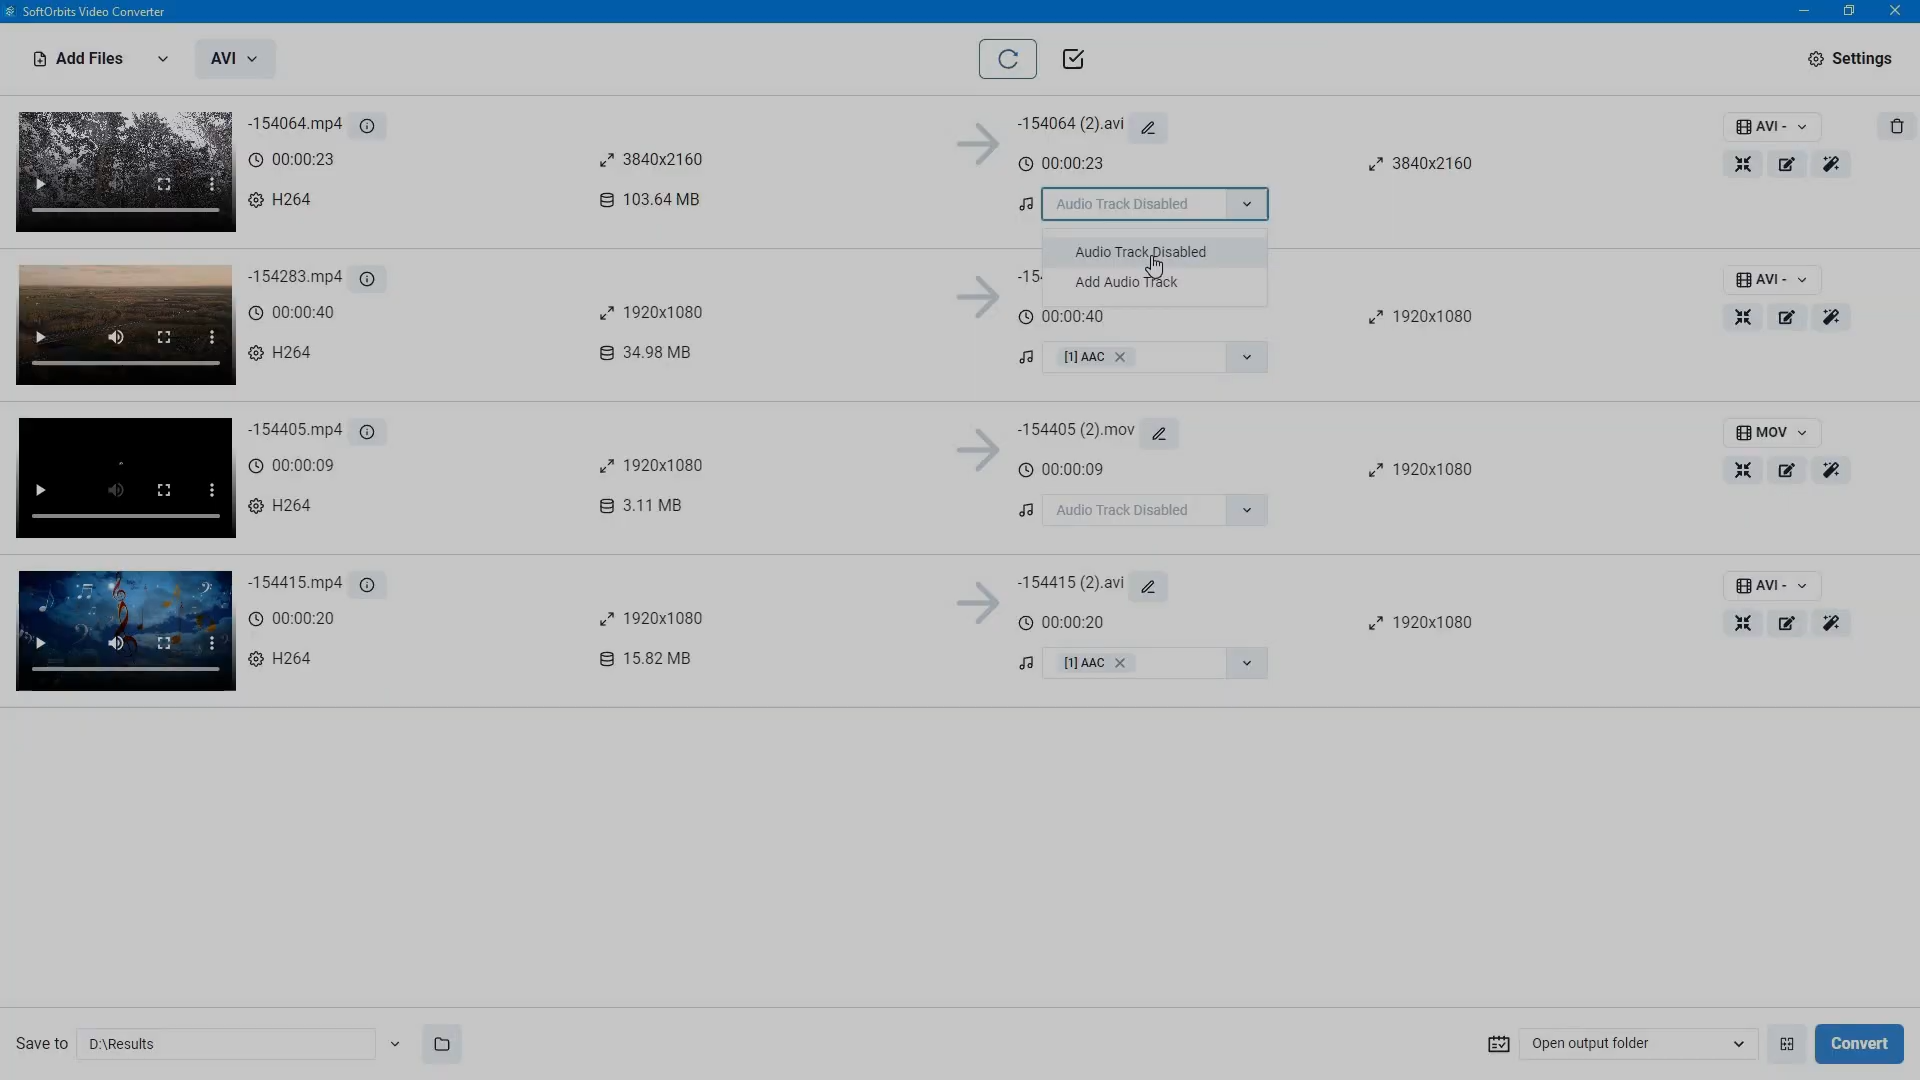 SoftOrbits Video Converter
Add Files
AVI
Settings
-154064.mp4
00:00:23
3840x2160
H264
103.64 MB
-154064 (2).avi
00:00:23
3840x2160
Audio Track Disabled
AVI -
Audio Track Disabled
Add Audio Track
-154283.mp4
00:00:40
1920x1080
H264
34.98 MB
-15
00:00:40
1920x1080
[1] AAC
AVI -
-154405.mp4
00:00:09
1920x1080
H264
3.11 MB
-154405 (2).mov
00:00:09
1920x1080
Audio Track Disabled
MOV
-154415.mp4
00:00:20
1920x1080
H264
15.82 MB
-154415 (2).avi
00:00:20
1920x1080
[1] AAC
AVI -
Save to
D:\Results
Open output folder
Convert